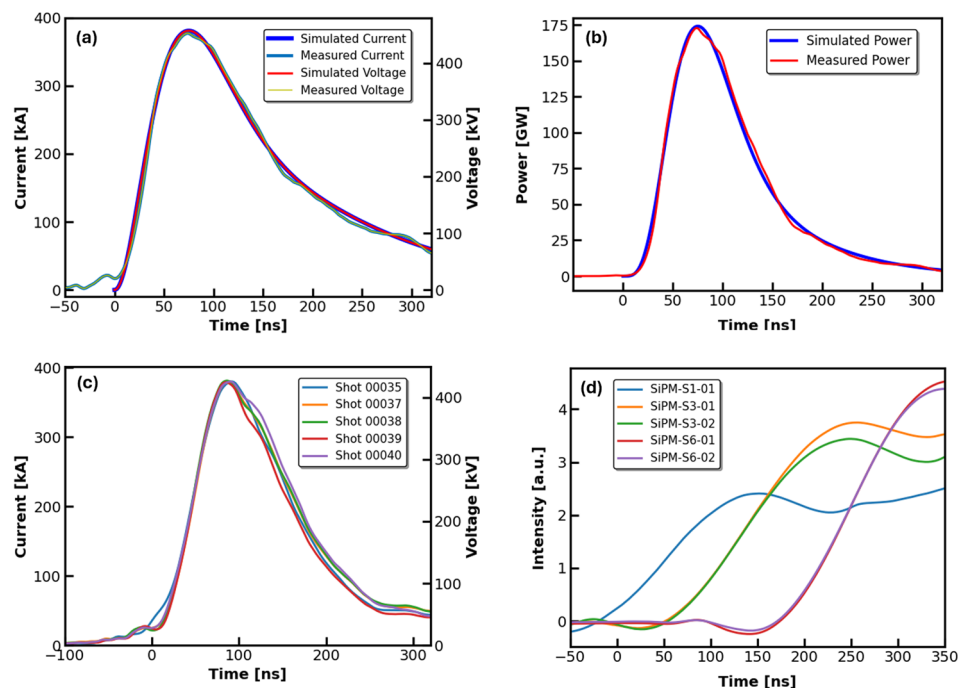 (a)
400
300
200
100
0
Current [kA]
Simulated Current
Measured Current
Simulated Voltage
Measured Voltage
400
300
200
100
0
Voltage [kV]
−50 0 50 100 150 200 250 300
Time [ns]
(b)
175
150
125
100
75
50
25
0
Power [GW]
Simulated Power
Measured Power
−50 0 50 100 150 200 250 300
Time [ns]
(c)
400
300
200
100
0
Current [kA]
Shot 00035
Shot 00037
Shot 00038
Shot 00039
Shot 00040
400
200
0
Voltage [kV]
−100 0 100 200 300
Time [ns]
(d)
4
3
2
1
0
Intensity [a.u.]
SiPM-S1-01
SiPM-S3-01
SiPM-S3-02
SiPM-S6-01
SiPM-S6-02
−50 0 50 100 150 200 250 300 350
Time [ns]